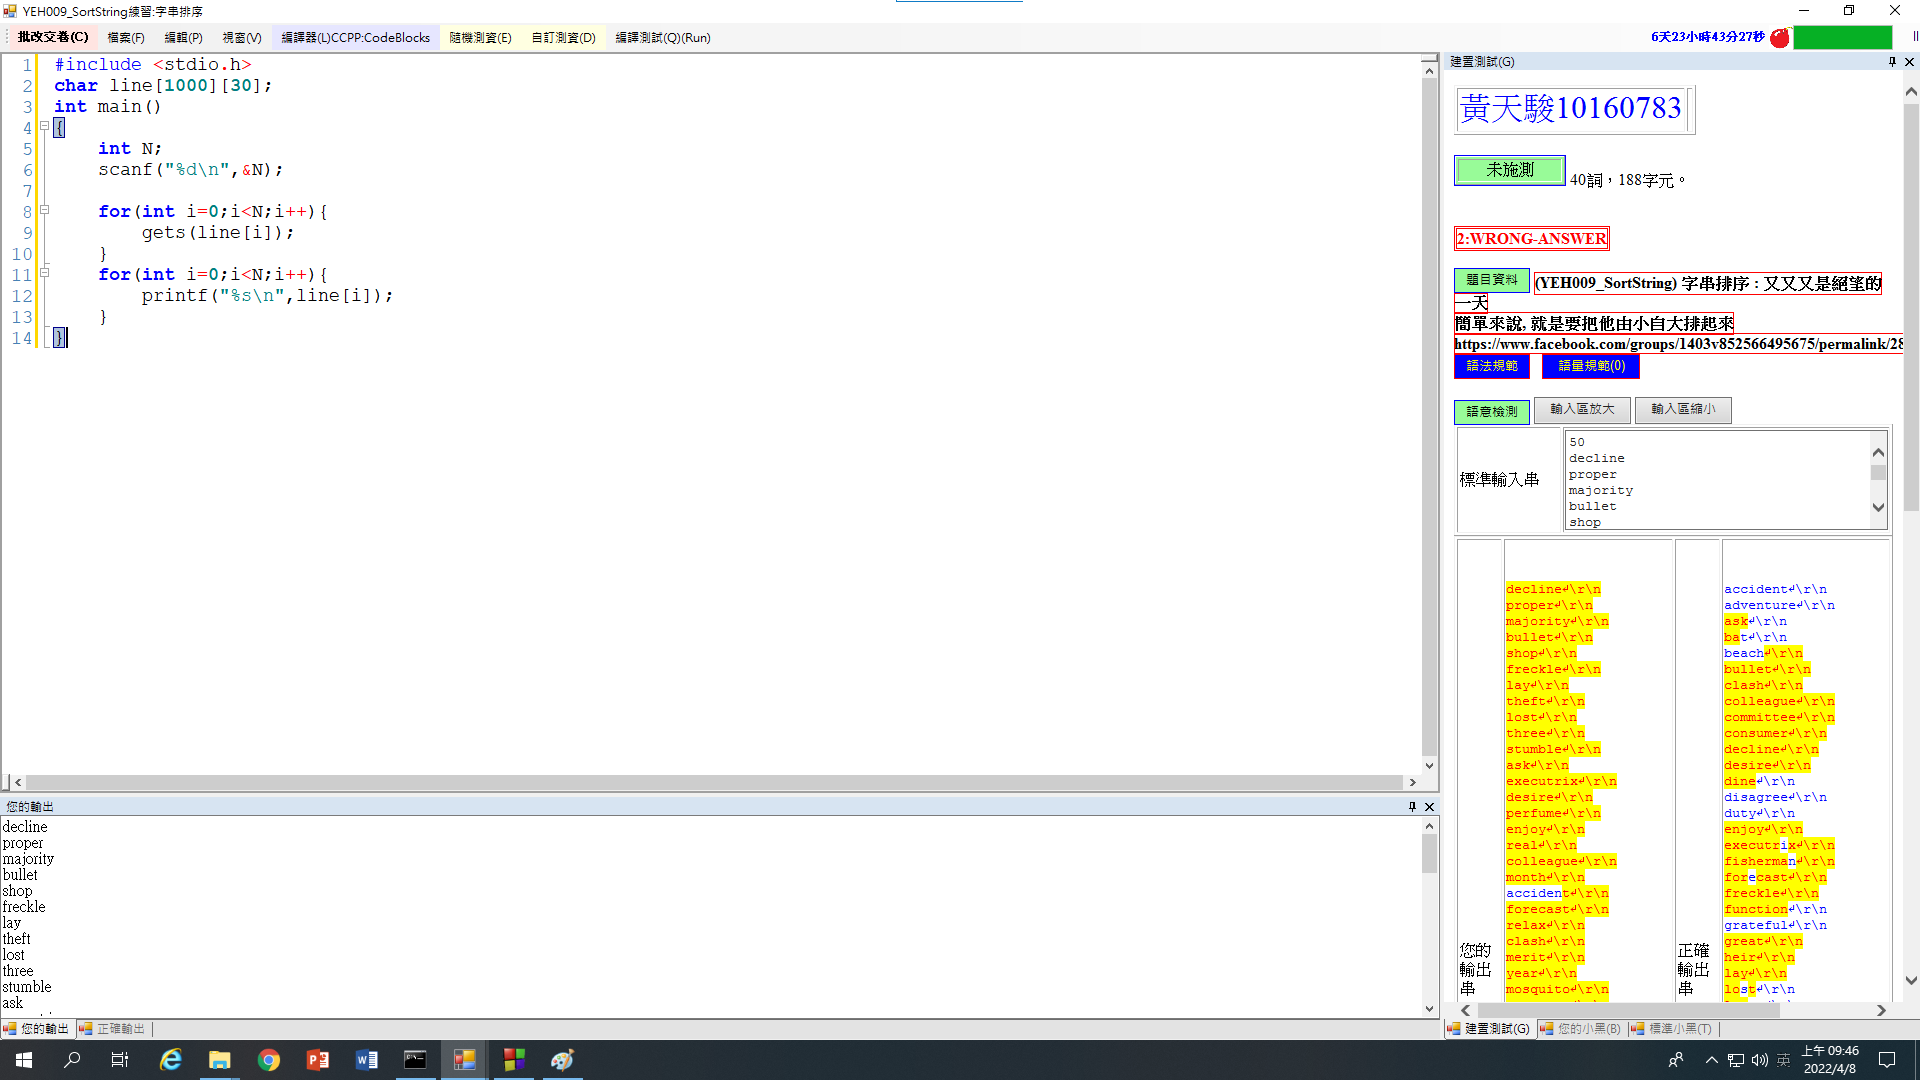 YEH009_SortString練習:字串排序
批改交卷(C) 檔案(F) 編輯(P) 視窗(V) 編譯器(L)CCPP:CodeBlocks 隨機測資(E) 自訂測資(D) 編譯測試(Q)(Run)
6天23小時43分27秒
1 #include <stdio.h>
2 char line[1000][30];
3 int main()
4 {
5 int N;
6 scanf("%d\n",&N);
7
8 for(int i=0;i<N;i++){
9 gets(line[i]);
10 }
11 for(int i=0;i<N;i++){
12 printf("%s\n",line[i]);
13 }
14 }
您的輸出
decline
proper
majority
bullet
shop
freckle
lay
theft
lost
three
stumble
ask
您的輸出 正確輸出
建置測試(G)
黃天駿10160783
未施測 40詞，188字元。
2:WRONG-ANSWER
題目資料 (YEH009_SortString) 字串排序 : 又又又是絕望的
一天
簡單來說, 就是要把他由小自大排起來
https://www.facebook.com/groups/1403v852566495675/permalink/28
語法規範 語量規範(0)
語意檢測 輸入區放大 輸入區縮小
標準輸入串
50
decline
proper
majority
bullet
shop
您的
輸出
串
decline↲\r\n
proper↲\r\n
majority↲\r\n
bullet↲\r\n
shop↲\r\n
freckle↲\r\n
lay↲\r\n
theft↲\r\n
lost↲\r\n
three↲\r\n
stumble↲\r\n
ask↲\r\n
executrix↲\r\n
desire↲\r\n
perfume↲\r\n
enjoy↲\r\n
real↲\r\n
colleague↲\r\n
month↲\r\n
accident↲\r\n
forecast↲\r\n
relax↲\r\n
clash↲\r\n
merit↲\r\n
year↲\r\n
mosquito↲\r\n
正確
輸出
串
accident↲\r\n
adventure↲\r\n
ask↲\r\n
bat↲\r\n
beach↲\r\n
bullet↲\r\n
clash↲\r\n
colleague↲\r\n
committee↲\r\n
consumer↲\r\n
decline↲\r\n
desire↲\r\n
dine↲\r\n
disagree↲\r\n
duty↲\r\n
enjoy↲\r\n
executrix↲\r\n
fisherman↲\r\n
forecast↲\r\n
freckle↲\r\n
function↲\r\n
grateful↲\r\n
great↲\r\n
heir↲\r\n
lay↲\r\n
lost↲\r\n
建置測試(G) 您的小黑(B) 標準小黑(T)
英
上午 09:46
2022/4/8